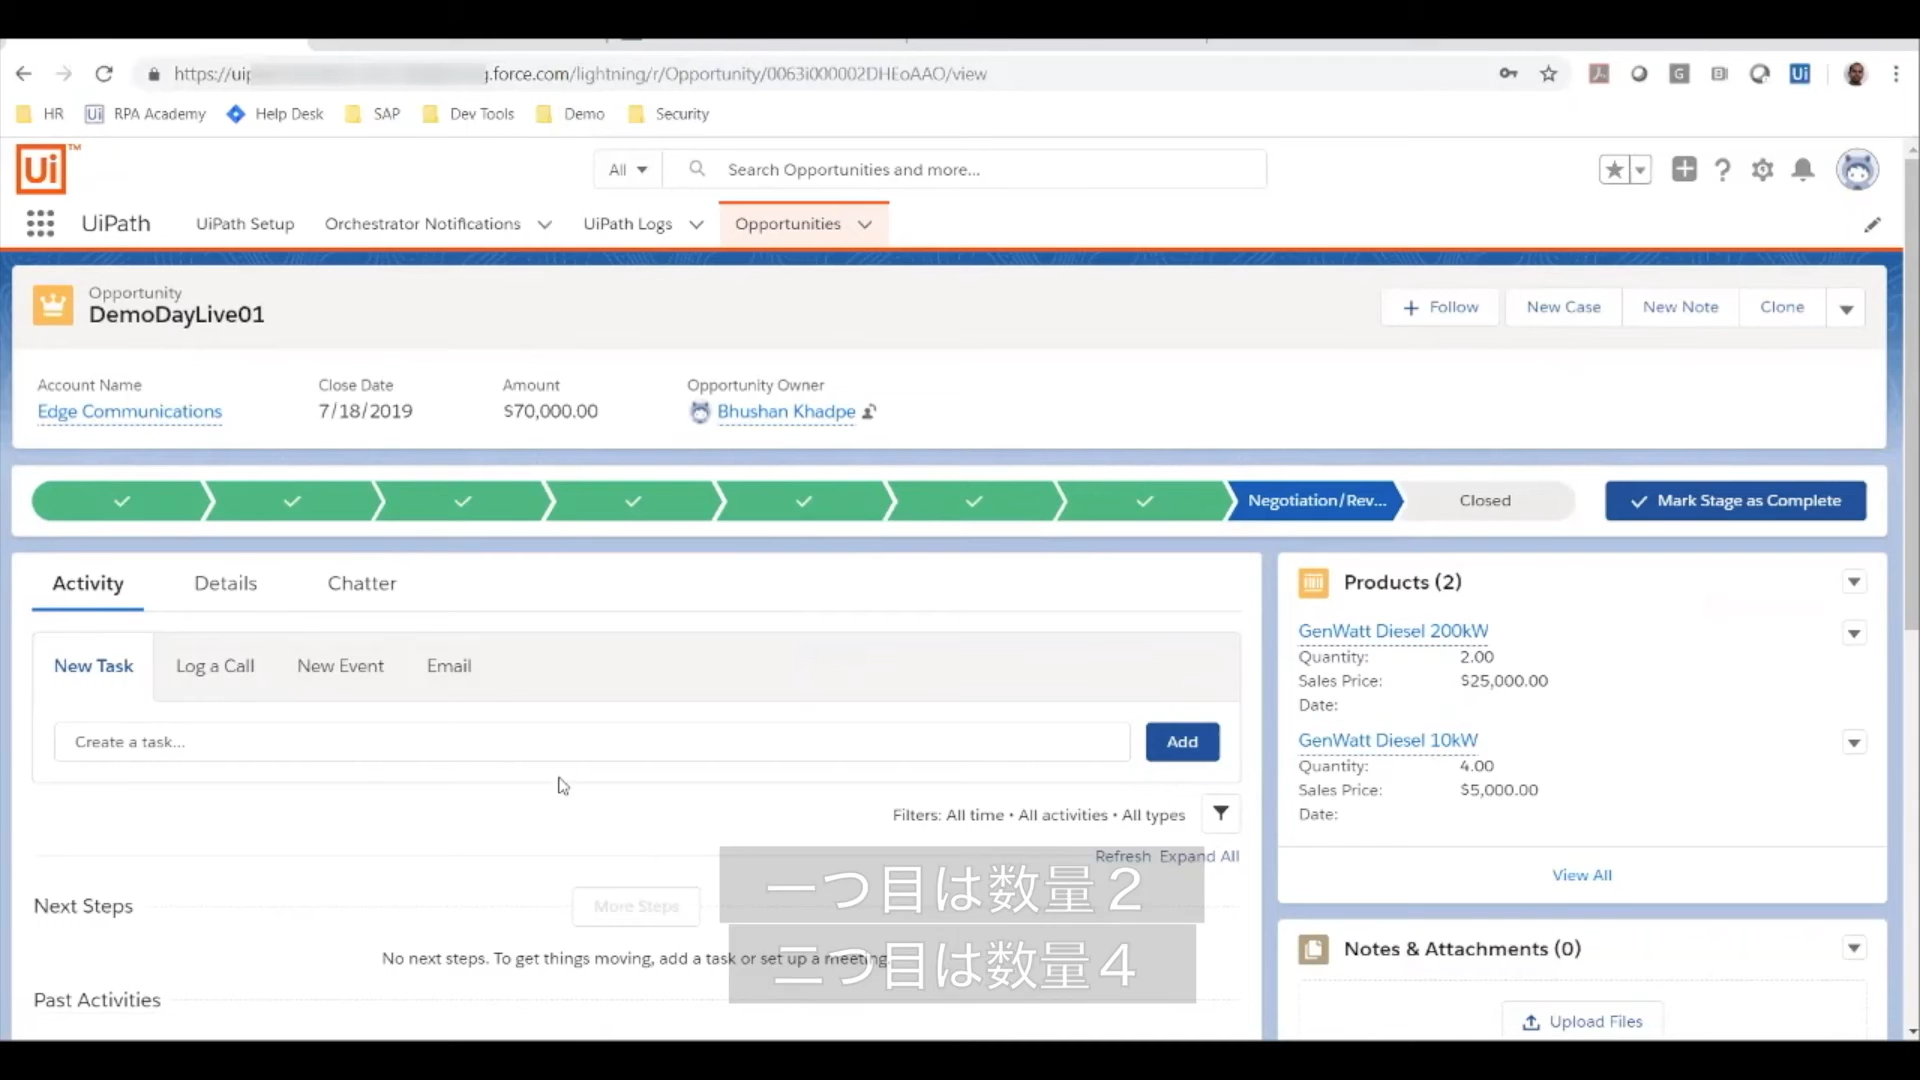 https://uip g.force.com/lightning/r/Opportunity/0063i000002DHEoAAO/view
HR RPA Academy Help Desk SAP Dev Tools Demo Security
Ui™ All Search Opportunities and more...
UiPath UiPath Setup Orchestrator Notifications UiPath Logs Opportunities
Opportunity
DemoDayLive01
+ Follow New Case New Note Clone
Account Name Close Date Amount Opportunity Owner
Edge Communications 7/18/2019 $70,000.00 Bhushan Khadpe
Negotiation/Rev... Closed Mark Stage as Complete
Activity Details Chatter
New Task Log a Call New Event Email
Create a task... Add
Filters: All time • All activities • All types
Refresh Expand All
Next Steps More Steps
No next steps. To get things moving, add a task or set up a meeting
Past Activities
Products (2)
GenWatt Diesel 200kW
Quantity: 2.00
Sales Price: $25,000.00
Date:
GenWatt Diesel 10kW
Quantity: 4.00
Sales Price: $5,000.00
Date:
View All
Notes & Attachments (0)
Upload Files
一つ目は数量２
二つ目は数量４